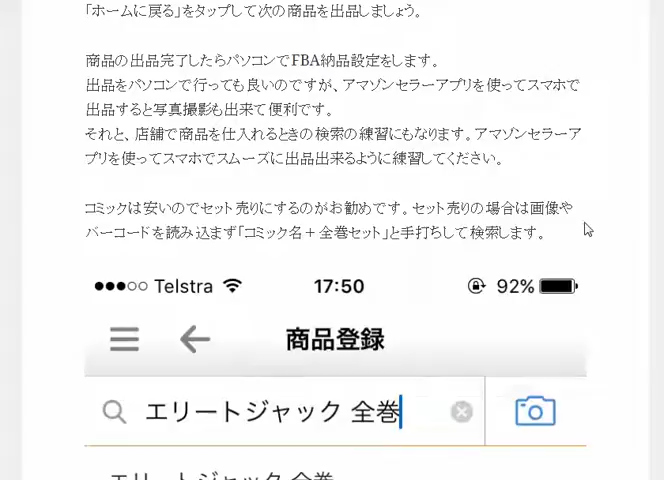 「ホームに戻る」をタップして次の商品を出品しましょう。
商品の出品完了したらパソコンでFBA納品設定をします。
出品をパソコンで行っても良いのですが、アマゾンセラーアプリを使ってスマホで
出品すると写真撮影も出来て便利です。
それと、店舗で商品を仕入れるときの検索の練習にもなります。アマゾンセラーア
プリを使ってスマホでスムーズに出品出来るように練習してください。
コミックは安いのでセット売りにするのがお勧めです。セット売りの場合は画像や
バーコードを読み込まず「コミック名＋全巻セット」と手打ちして検索します。
Telstra 17:50 92%
商品登録
エリートジャック 全巻
エリートジャック 全巻